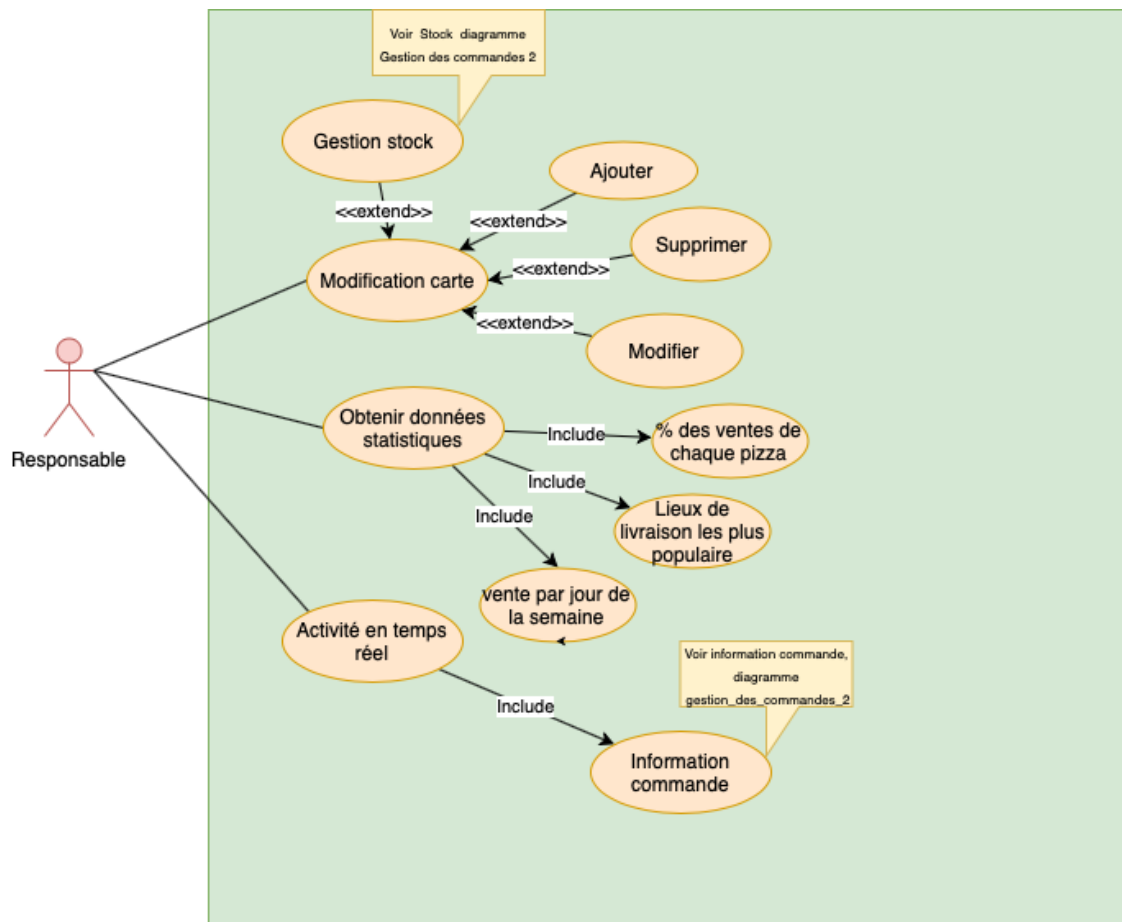 Voir Stock diagramme
Gestion des commandes 2
Gestion stock
Ajouter
<<extend>>
<<extend>>
Supprimer
<<extend>>
Modification carte
<<extend>>
Modifier
Responsable
Obtenir données
statistiques
Include
% des ventes de
chaque pizza
Include
Lieux de
livraison les plus
populaire
Include
vente par jour de
la semaine
Activité en temps
réel
Voir information commande,
diagramme
gestion_des_commandes_2
Include
Information
commande